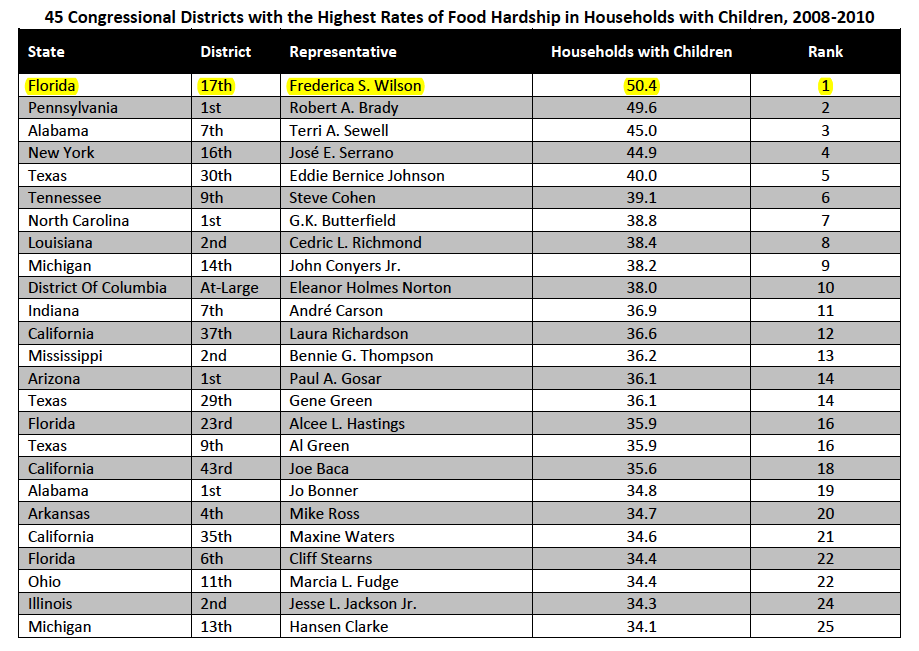 45 Congressional Districts with the Highest Rates of Food Hardship in Households with Children, 2008-2010
State District Representative Households with Children Rank
Florida 17th Frederica S. Wilson 50.4 1
Pennsylvania 1st Robert A. Brady 49.6 2
Alabama 7th Terri A. Sewell 45.0 3
New York 16th José E. Serrano 44.9 4
Texas 30th Eddie Bernice Johnson 40.0 5
Tennessee 9th Steve Cohen 39.1 6
North Carolina 1st G.K. Butterfield 38.8 7
Louisiana 2nd Cedric L. Richmond 38.4 8
Michigan 14th John Conyers Jr. 38.2 9
District Of Columbia At-Large Eleanor Holmes Norton 38.0 10
Indiana 7th André Carson 36.9 11
California 37th Laura Richardson 36.6 12
Mississippi 2nd Bennie G. Thompson 36.2 13
Arizona 1st Paul A. Gosar 36.1 14
Texas 29th Gene Green 36.1 14
Florida 23rd Alcee L. Hastings 35.9 16
Texas 9th Al Green 35.9 16
California 43rd Joe Baca 35.6 18
Alabama 1st Jo Bonner 34.8 19
Arkansas 4th Mike Ross 34.7 20
California 35th Maxine Waters 34.6 21
Florida 6th Cliff Stearns 34.4 22
Ohio 11th Marcia L. Fudge 34.4 22
Illinois 2nd Jesse L. Jackson Jr. 34.3 24
Michigan 13th Hansen Clarke 34.1 25